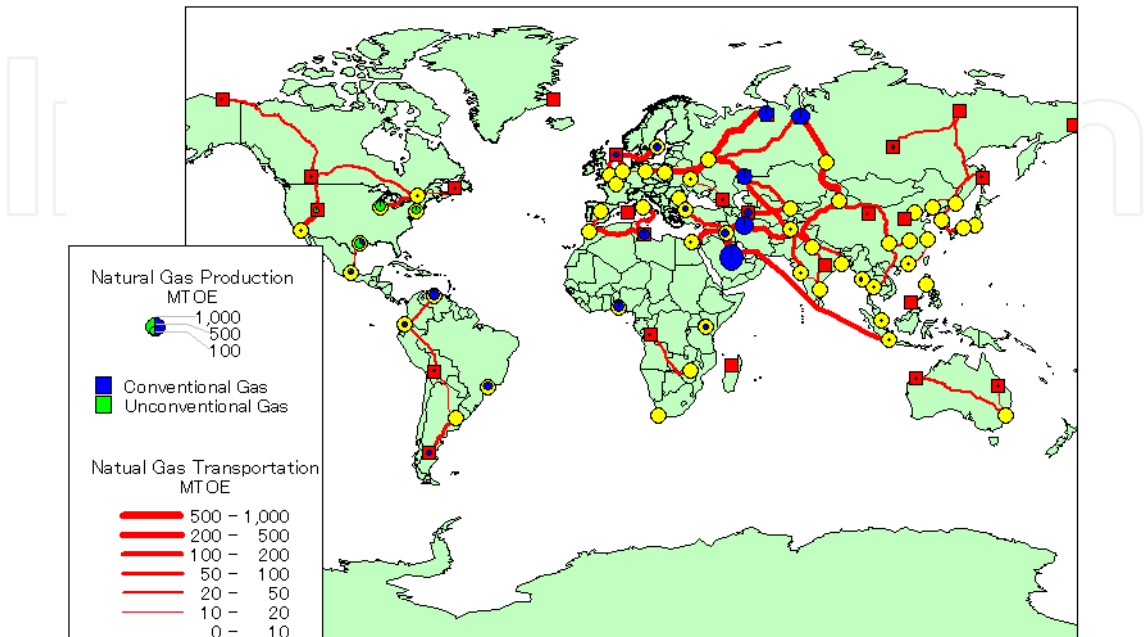 Natural Gas Production
MTOE
1,000
500
100
Conventional Gas
Unconventional Gas
Natual Gas Transportation
MTOE
500 - 1,000
200 - 500
100 - 200
50 - 100
20 - 50
10 - 20
0 - 10